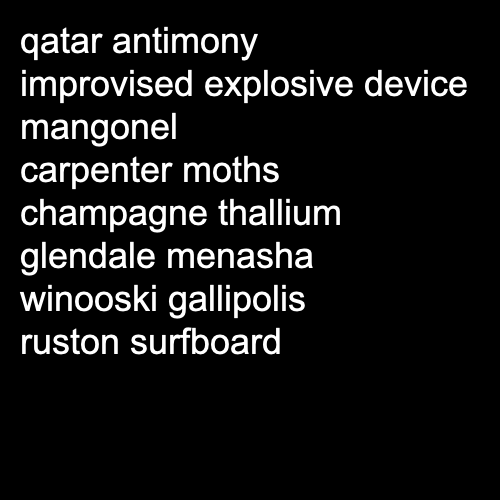 qatar antimony
improvised explosive device
mangonel
carpenter moths
champagne thallium
glendale menasha
winooski gallipolis
ruston surfboard